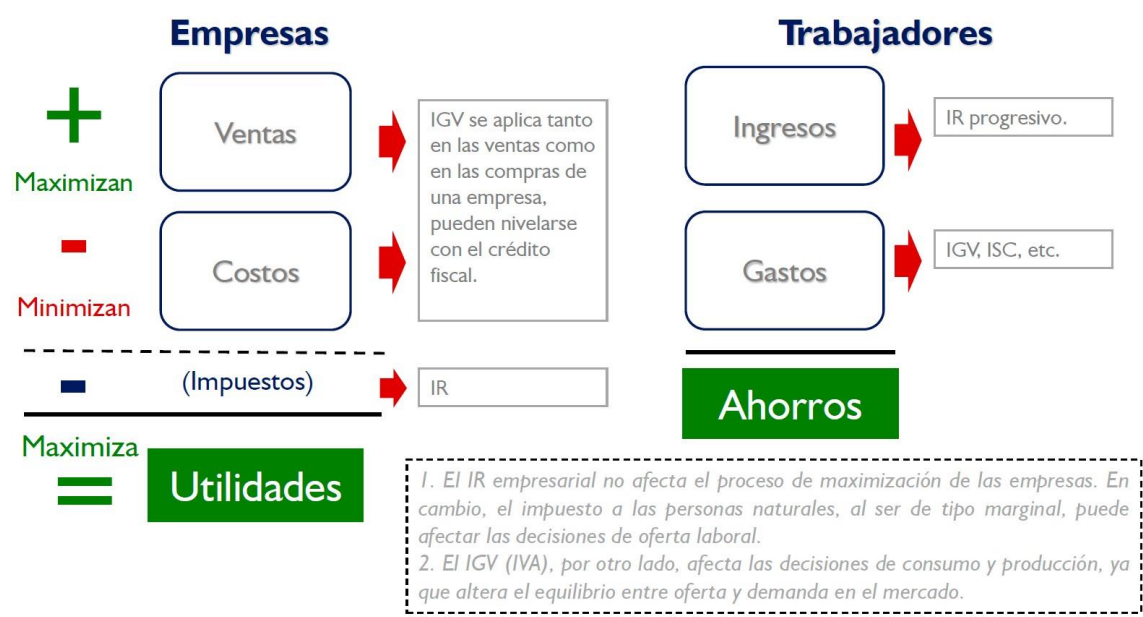 Empresas
+
Maximizan
Ventas
IGV se aplica tanto
en las ventas como
en las compras de
una empresa,
pueden nivelarse
con el crédito
fiscal.
-
Minimizan
Costos
-
(Impuestos)
IR
Maximiza
=
Utilidades
Trabajadores
Ingresos
IR progresivo.
Gastos
IGV, ISC, etc.
Ahorros
1. El IR empresarial no afecta el proceso de maximización de las empresas. En
cambio, el impuesto a las personas naturales, al ser de tipo marginal, puede
afectar las decisiones de oferta laboral.
2. El IGV (IVA), por otro lado, afecta las decisiones de consumo y producción, ya
que altera el equilibrio entre oferta y demanda en el mercado.